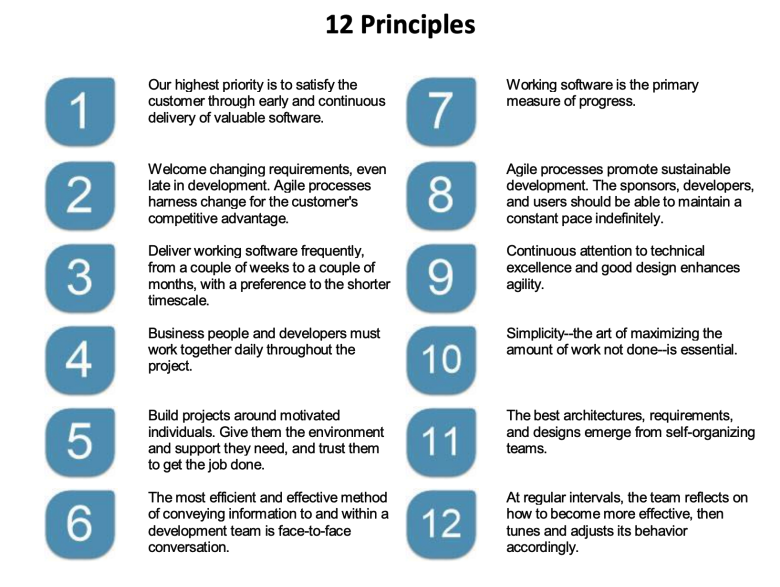 12 Principles
1
Our highest priority is to satisfy the
customer through early and continuous
delivery of valuable software.
2
Welcome changing requirements, even
late in development. Agile processes
harness change for the customer's
competitive advantage.
3
Deliver working software frequently,
from a couple of weeks to a couple of
months, with a preference to the shorter
timescale.
4
Business people and developers must
work together daily throughout the
project.
5
Build projects around motivated
individuals. Give them the environment
and support they need, and trust them
to get the job done.
6
The most efficient and effective method
of conveying information to and within a
development team is face-to-face
conversation.
7
Working software is the primary
measure of progress.
8
Agile processes promote sustainable
development. The sponsors, developers,
and users should be able to maintain a
constant pace indefinitely.
9
Continuous attention to technical
excellence and good design enhances
agility.
10
Simplicity--the art of maximizing the
amount of work not done--is essential.
11
The best architectures, requirements,
and designs emerge from self-organizing
teams.
12
At regular intervals, the team reflects on
how to become more effective, then
tunes and adjusts its behavior
accordingly.